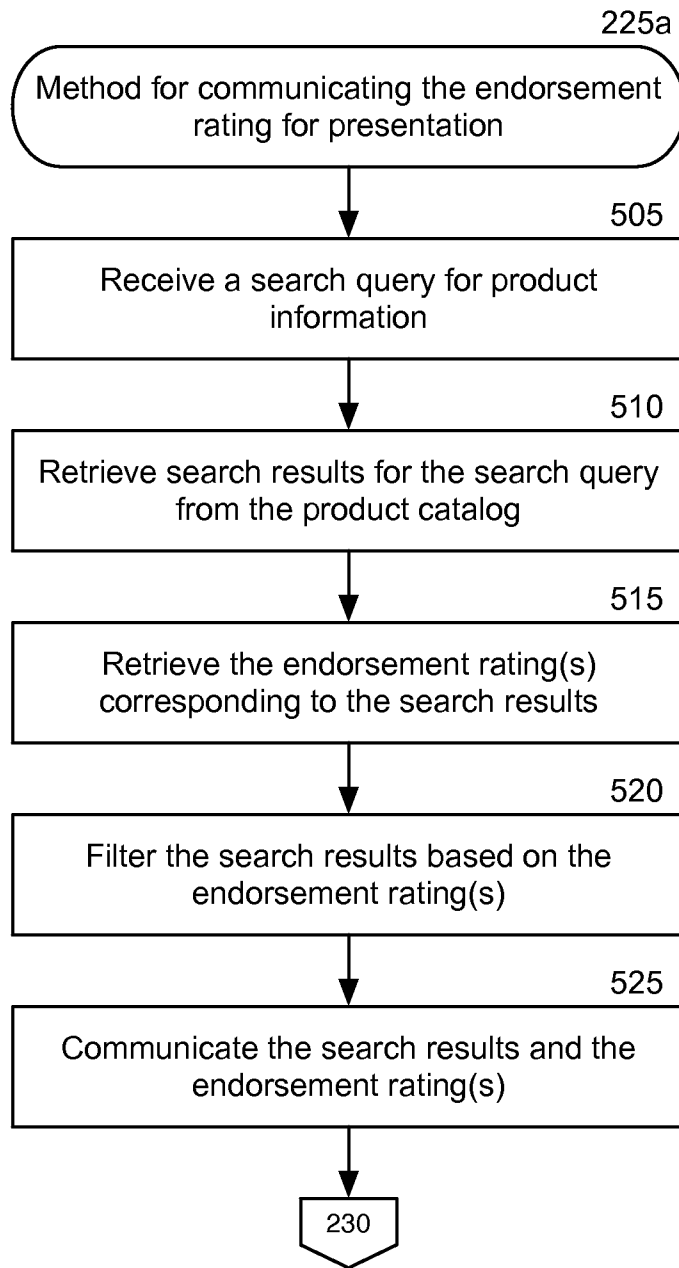 225a
Method for communicating the endorsement
rating for presentation
505
Receive a search query for product
information
510
Retrieve search results for the search query
from the product catalog
515
Retrieve the endorsement rating(s)
corresponding to the search results
520
Filter the search results based on the
endorsement rating(s)
525
Communicate the search results and the
endorsement rating(s)
230